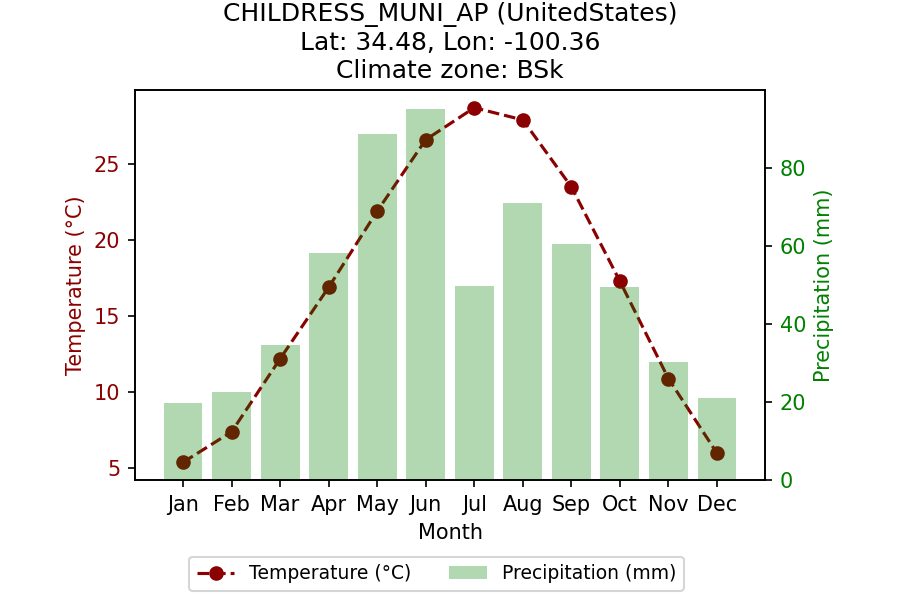 CHILDRESS_MUNI_AP (UnitedStates)
Lat: 34.48, Lon: -100.36
Climate zone: BSk
Temperature (°C)
25
20
15
10
5
Precipitation (mm)
80
60
40
20
0
Jan Feb Mar Apr May Jun Jul Aug Sep Oct Nov Dec
Month
Temperature (°C) Precipitation (mm)